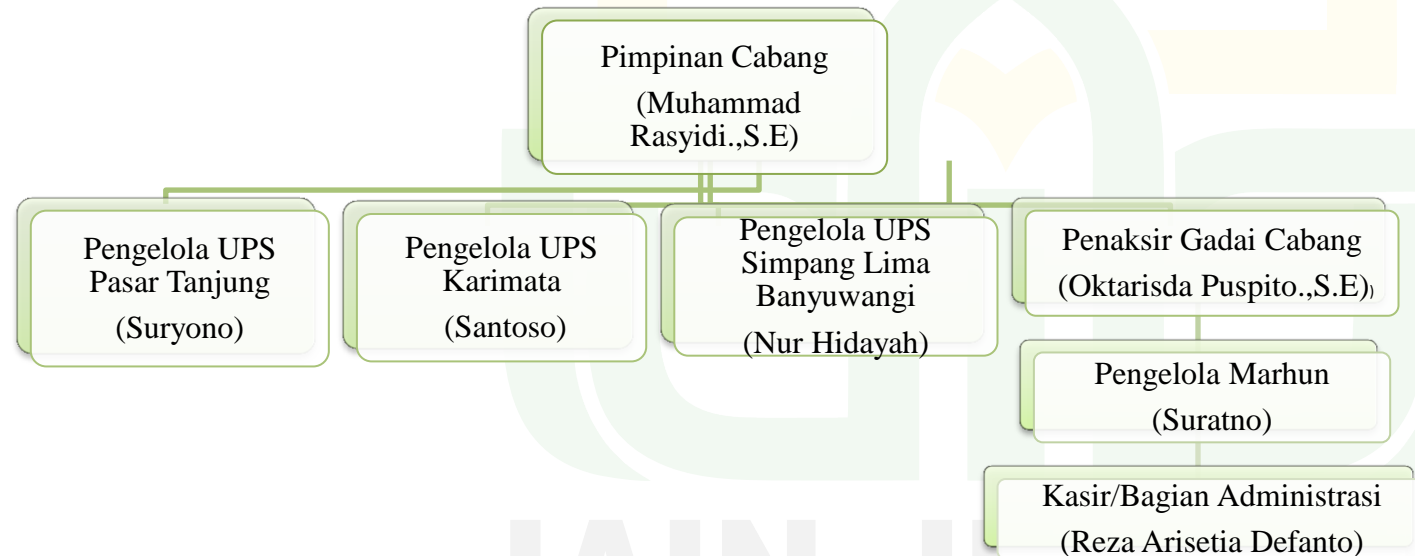 Pimpinan Cabang
(Muhammad
Rasyidi.,S.E)
Pengelola UPS
Pasar Tanjung
(Suryono)
Pengelola UPS
Karimata
(Santoso)
Pengelola UPS
Simpang Lima
Banyuwangi
(Nur Hidayah)
Penaksir Gadai Cabang
(Oktarisda Puspito.,S.E))
Pengelola Marhun
(Suratno)
Kasir/Bagian Administrasi
(Reza Arisetia Defanto)